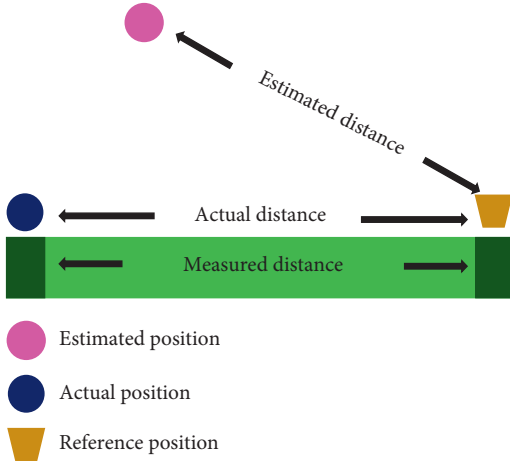 Estimated distance
Actual distance
Measured distance
Estimated position
Actual position
Reference position